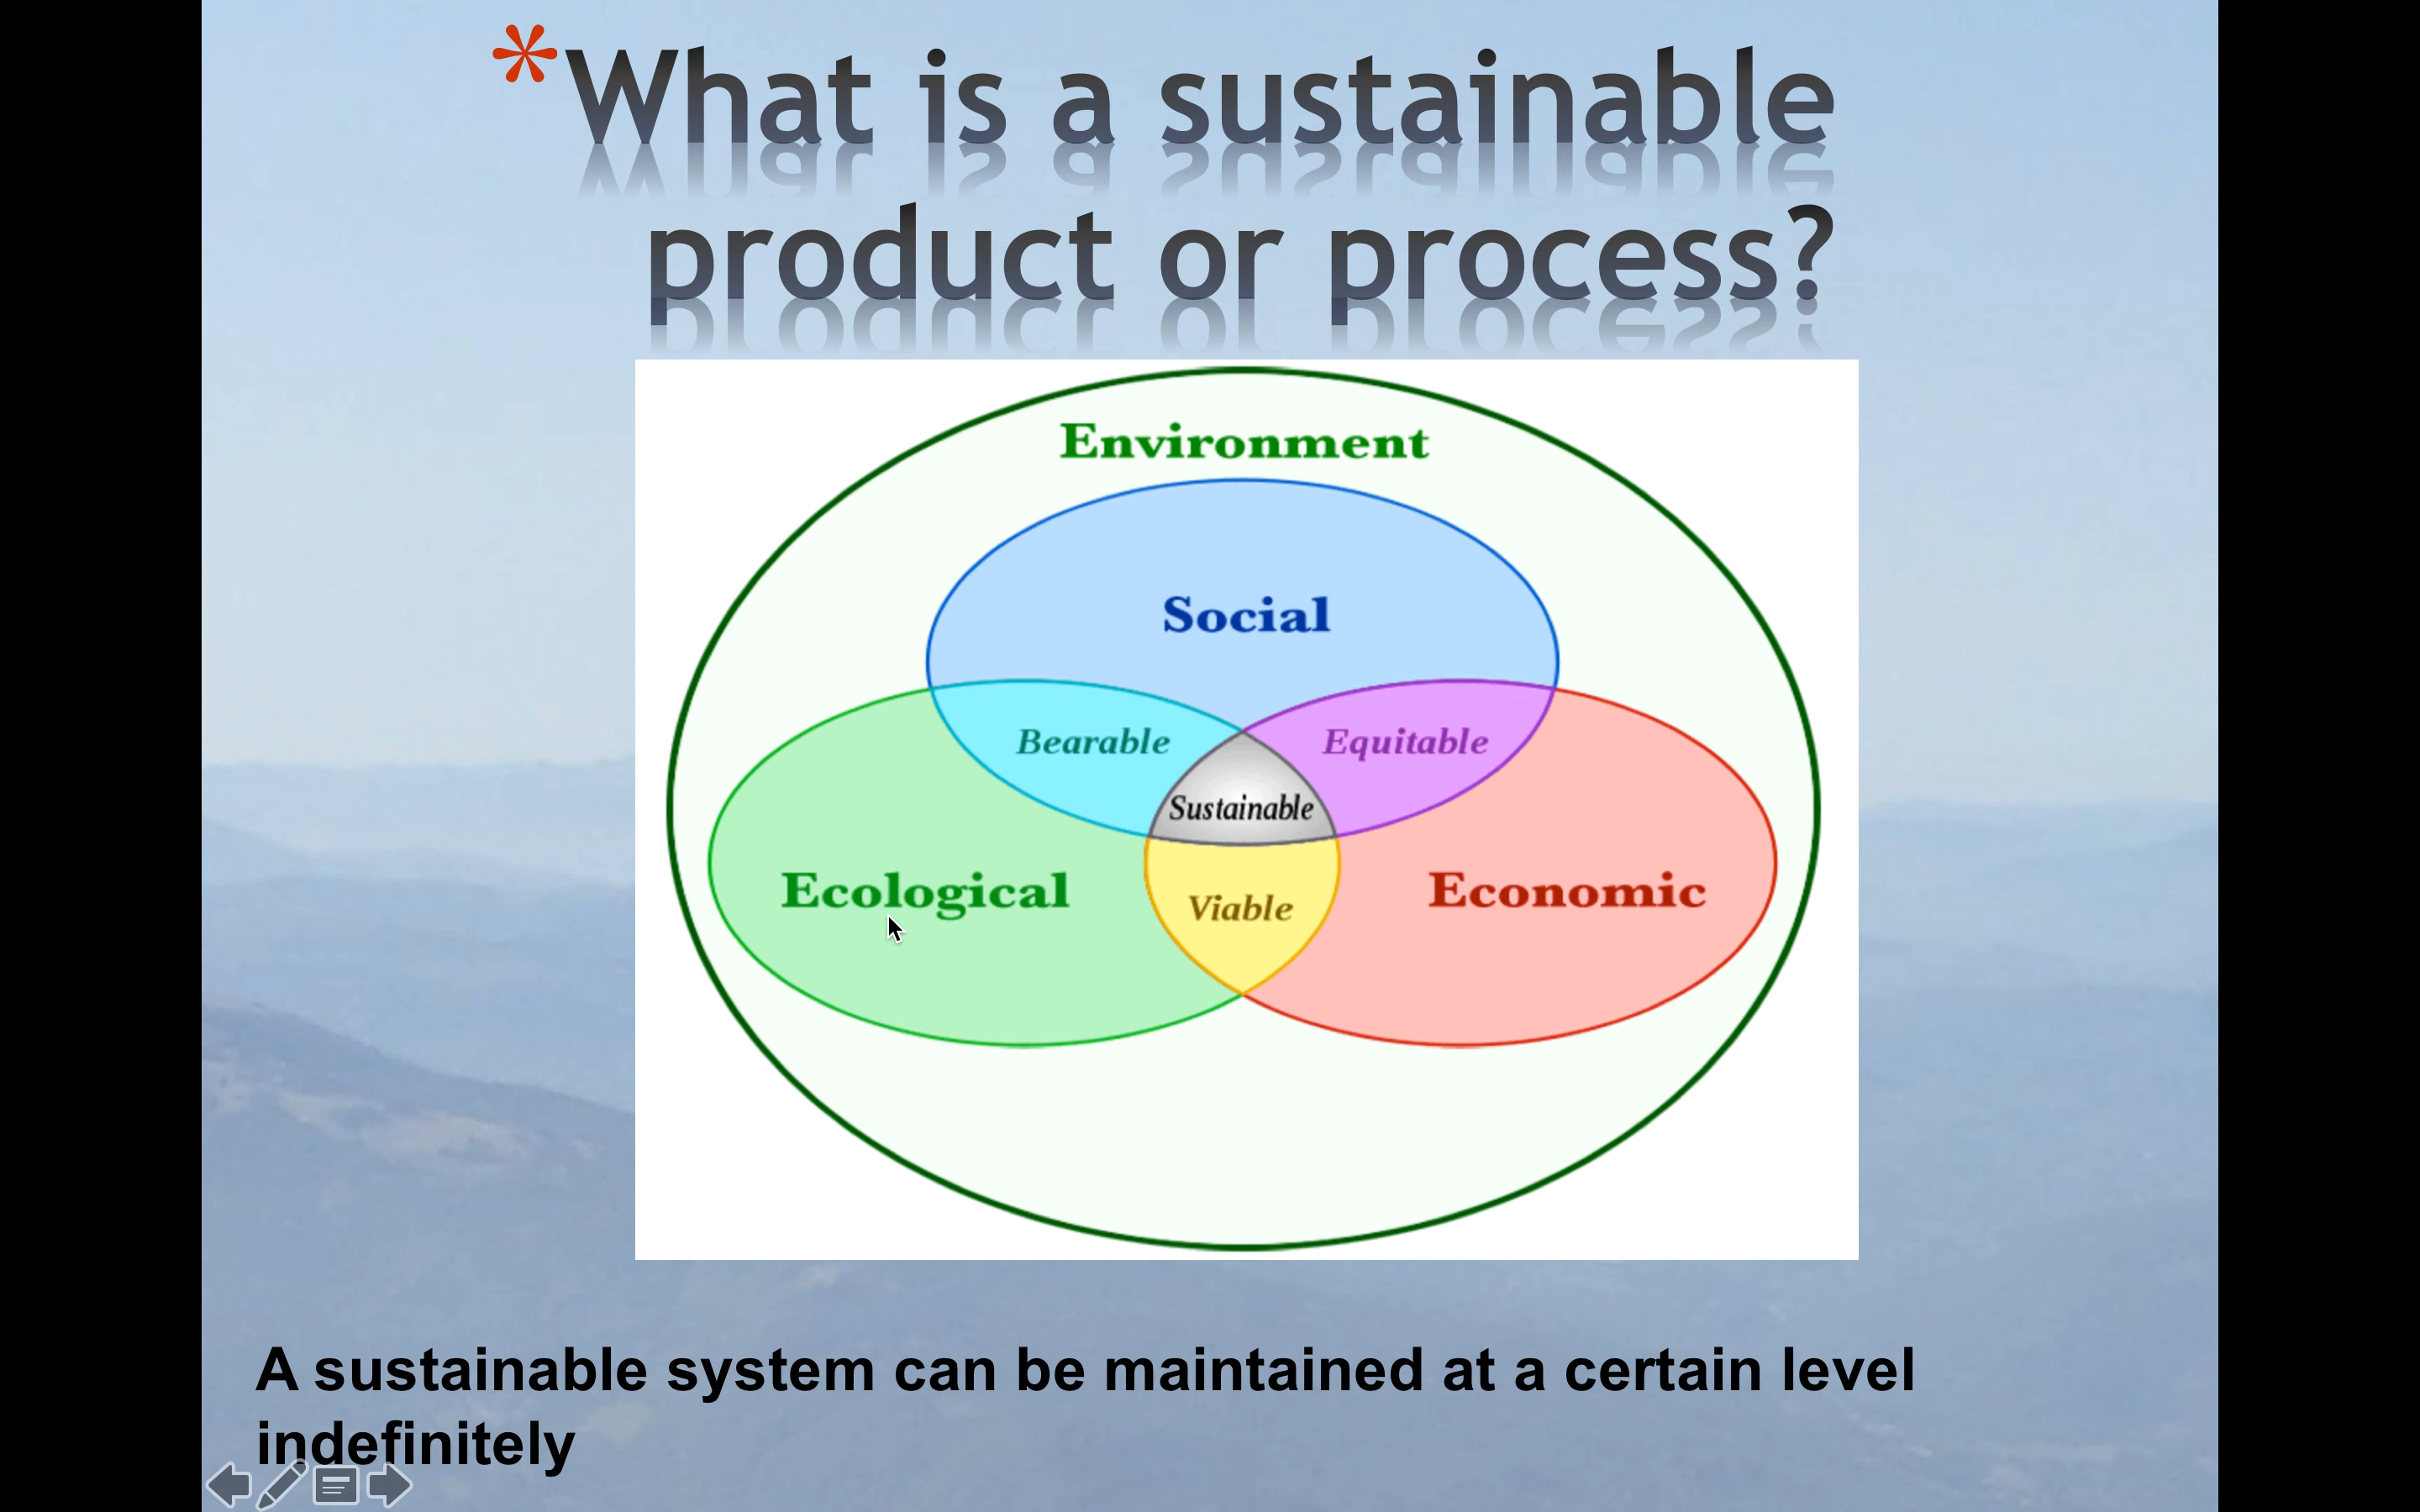 *What is a sustainable
product or process?
Environment
Social
Bearable
Equitable
Sustainable
Ecological
Economic
Viable
A sustainable system can be maintained at a certain level
indefinitely